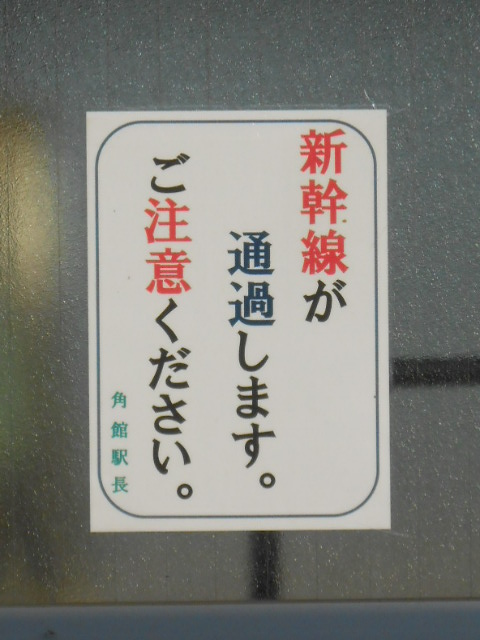 新幹線が
通過します。
ご注意ください。
角館駅長